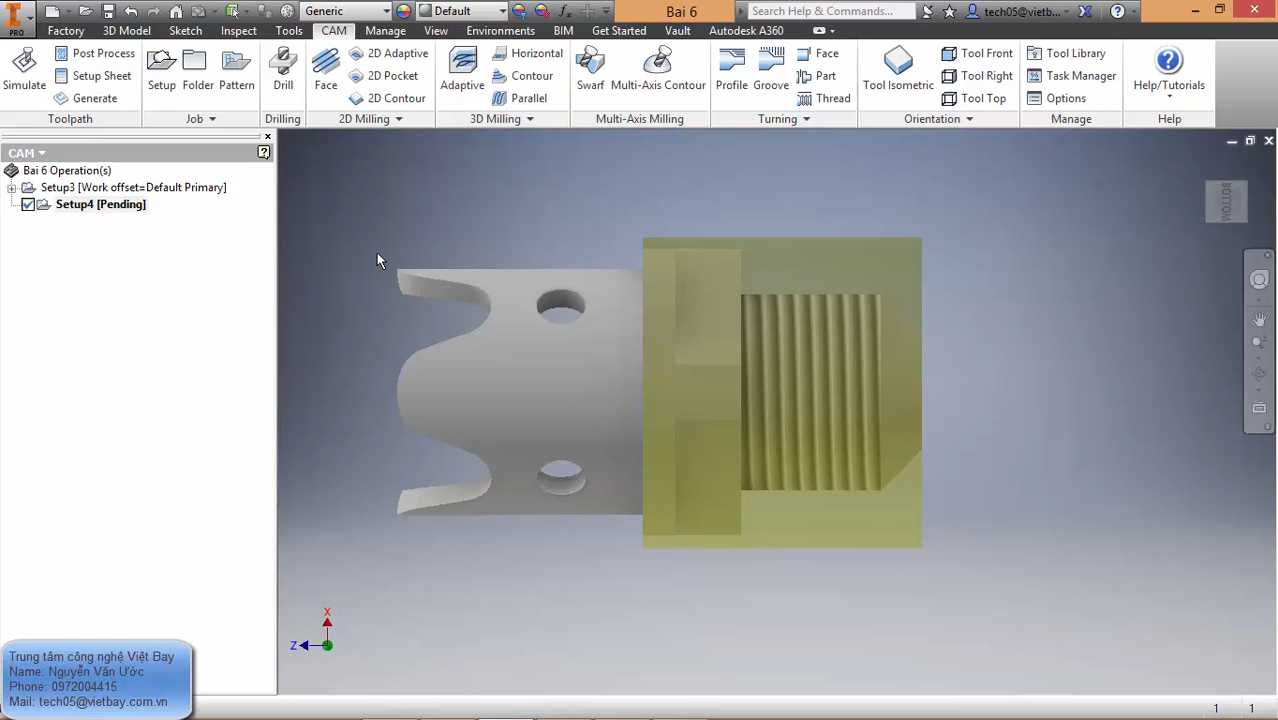 PRO
Generic
Default
Bai 6
Search Help & Commands...
tech05@vietb...
Factory
3D Model
Sketch
Inspect
Tools
CAM
Manage
View
Environments
BIM
Get Started
Vault
Autodesk A360
Simulate
Post Process
Setup Sheet
Generate
Toolpath
Setup
Folder
Pattern
Job
Drill
Drilling
Face
2D Adaptive
2D Pocket
2D Contour
2D Milling
Adaptive
Horizontal
Contour
Parallel
3D Milling
Swarf
Multi-Axis Contour
Multi-Axis Milling
Profile
Groove
Face
Part
Thread
Turning
Tool Isometric
Tool Front
Tool Right
Tool Top
Orientation
Tool Library
Task Manager
Options
Manage
Help/Tutorials
Help
CAM
Bai 6 Operation(s)
Setup3 [Work offset=Default Primary]
Setup4 [Pending]
BOTTOM
X
Z
Trung tâm công nghệ Việt Bay
Name: Nguyễn Văn Ước
Phone: 0972004415
Mail: tech05@vietbay.com.vn
1 1